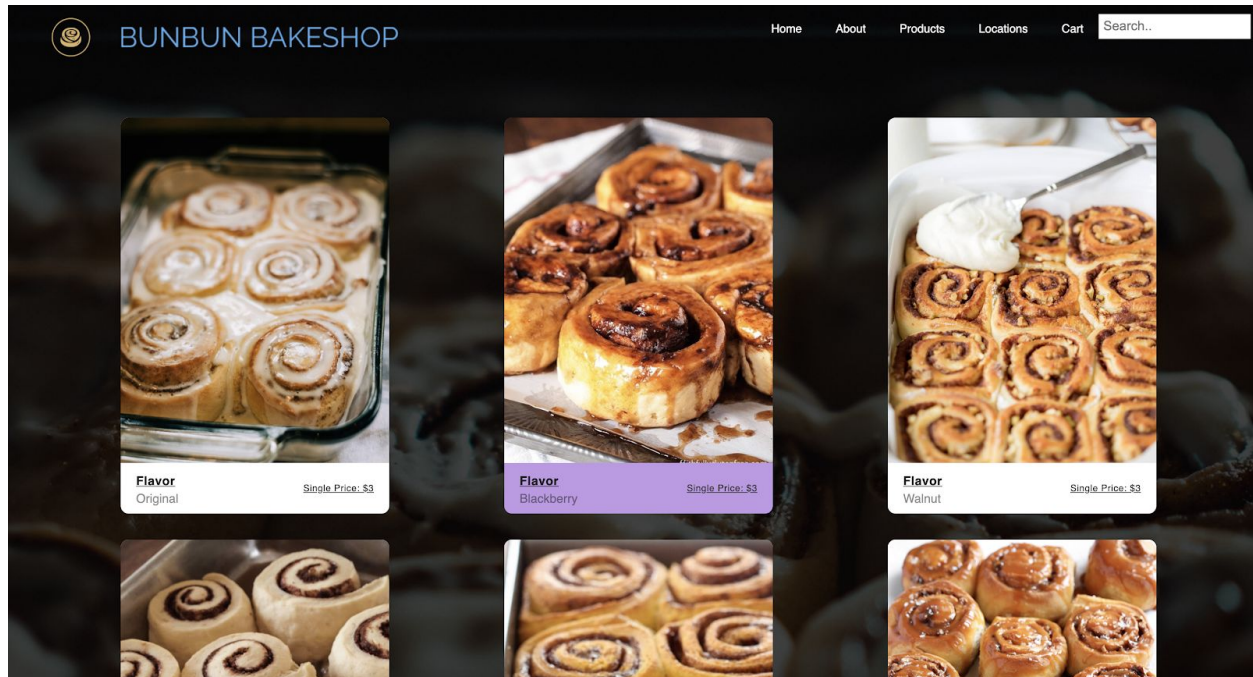 BUNBUN BAKESHOP
Home About Products Locations Cart Search..
Flavor
Original
Single Price: $3
Flavor
Blackberry
Single Price: $3
Flavor
Walnut
Single Price: $3